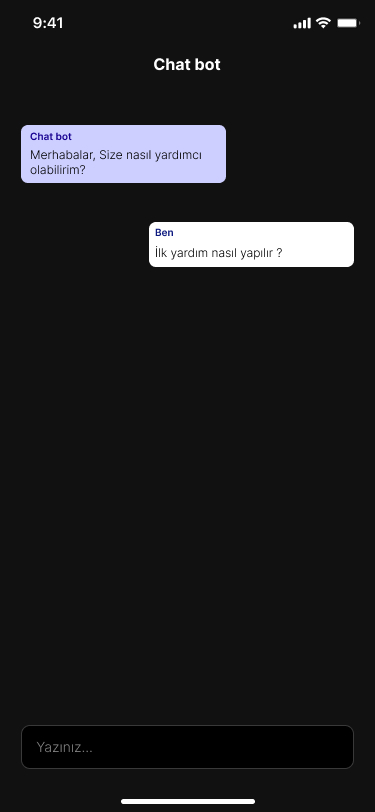 9:41
Chat bot
Chat bot
Merhabalar, Size nasıl yardımcı
olabilirim?
Ben
İlk yardım nasıl yapılır ?
Yazınız...